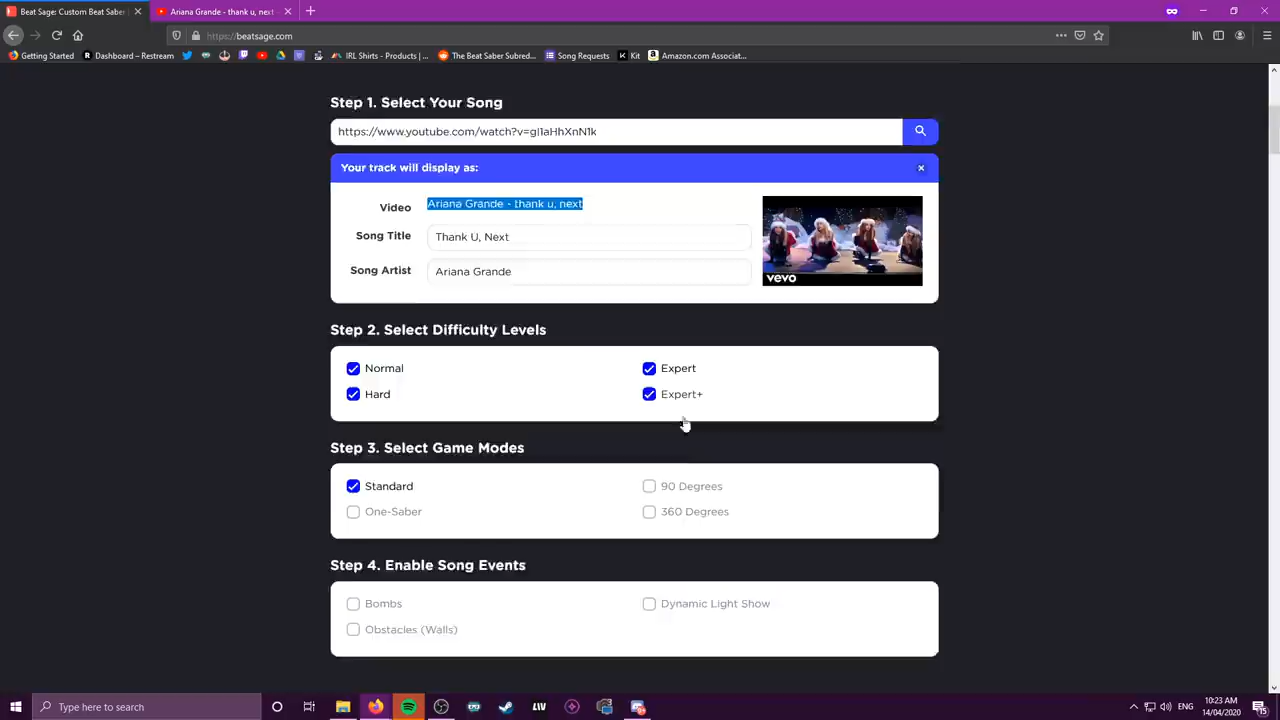 Beat Sage: Custom Beat Saber
Ariana Grande - thank u, next
https://beatsage.com
Getting Started
Dashboard – Restream
IRL Shirts - Products | ...
The Beat Saber Subred...
Song Requests
Kit
Amazon.com Associat...
Step 1. Select Your Song
https://www.youtube.com/watch?v=gl1aHhXnN1k
Your track will display as:
Video
Ariana Grande - thank u, next
Song Title
Thank U, Next
Song Artist
Ariana Grande
vevo
Step 2. Select Difficulty Levels
Normal
Expert
Hard
Expert+
Step 3. Select Game Modes
Standard
90 Degrees
One-Saber
360 Degrees
Step 4. Enable Song Events
Bombs
Dynamic Light Show
Obstacles (Walls)
Type here to search
LIV
ENG
10:23 AM
14/04/2020